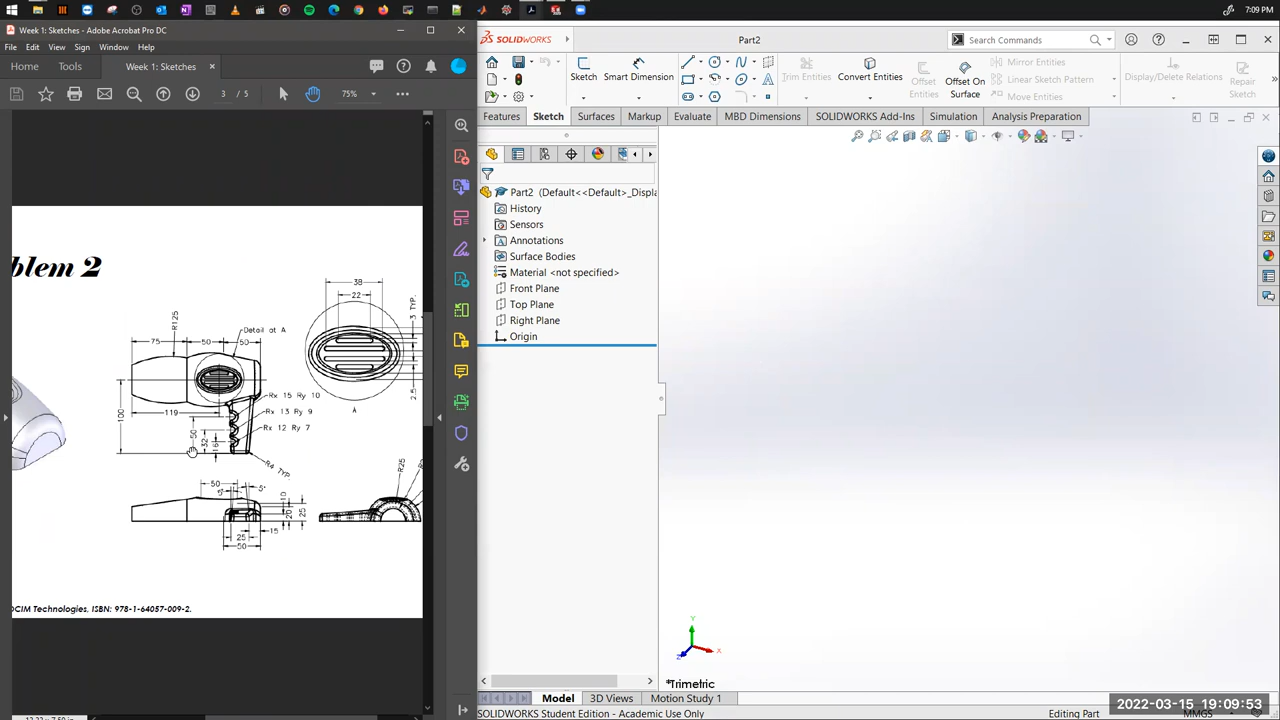 7:09 PM
Week 1: Sketches - Adobe Acrobat Pro DC
File Edit View Sign Window Help
Home Tools Week 1: Sketches ×
/ 5 75%
blem 2
38
22
3 TYP.
R125
Detail at A
75 50 50
Rx 15 Ry 10
100
119
Rx 13 Ry 9
2.5
A
Rx 12 Ry 7
50
32
16
R4 TYP
R25
50
5°
5°
10
20
25
15
25
50
DCIM Technologies, ISBN: 978-1-64057-009-2.
SOLIDWORKS Part2 Search Commands
Sketch Smart Dimension Trim Entities Convert Entities Offset Entities Offset On Surface Mirror Entities Linear Sketch Pattern Move Entities Display/Delete Relations Repair Sketch
Features Sketch Surfaces Markup Evaluate MBD Dimensions SOLIDWORKS Add-Ins Simulation Analysis Preparation
Part2 (Default<<Default>_Displa
History
Sensors
Annotations
Surface Bodies
Material <not specified>
Front Plane
Top Plane
Right Plane
Origin
Y
X
Z
*Trimetric
Model 3D Views Motion Study 1
SOLIDWORKS Student Edition - Academic Use Only Editing Part MMGS
2022-03-15 19:09:53